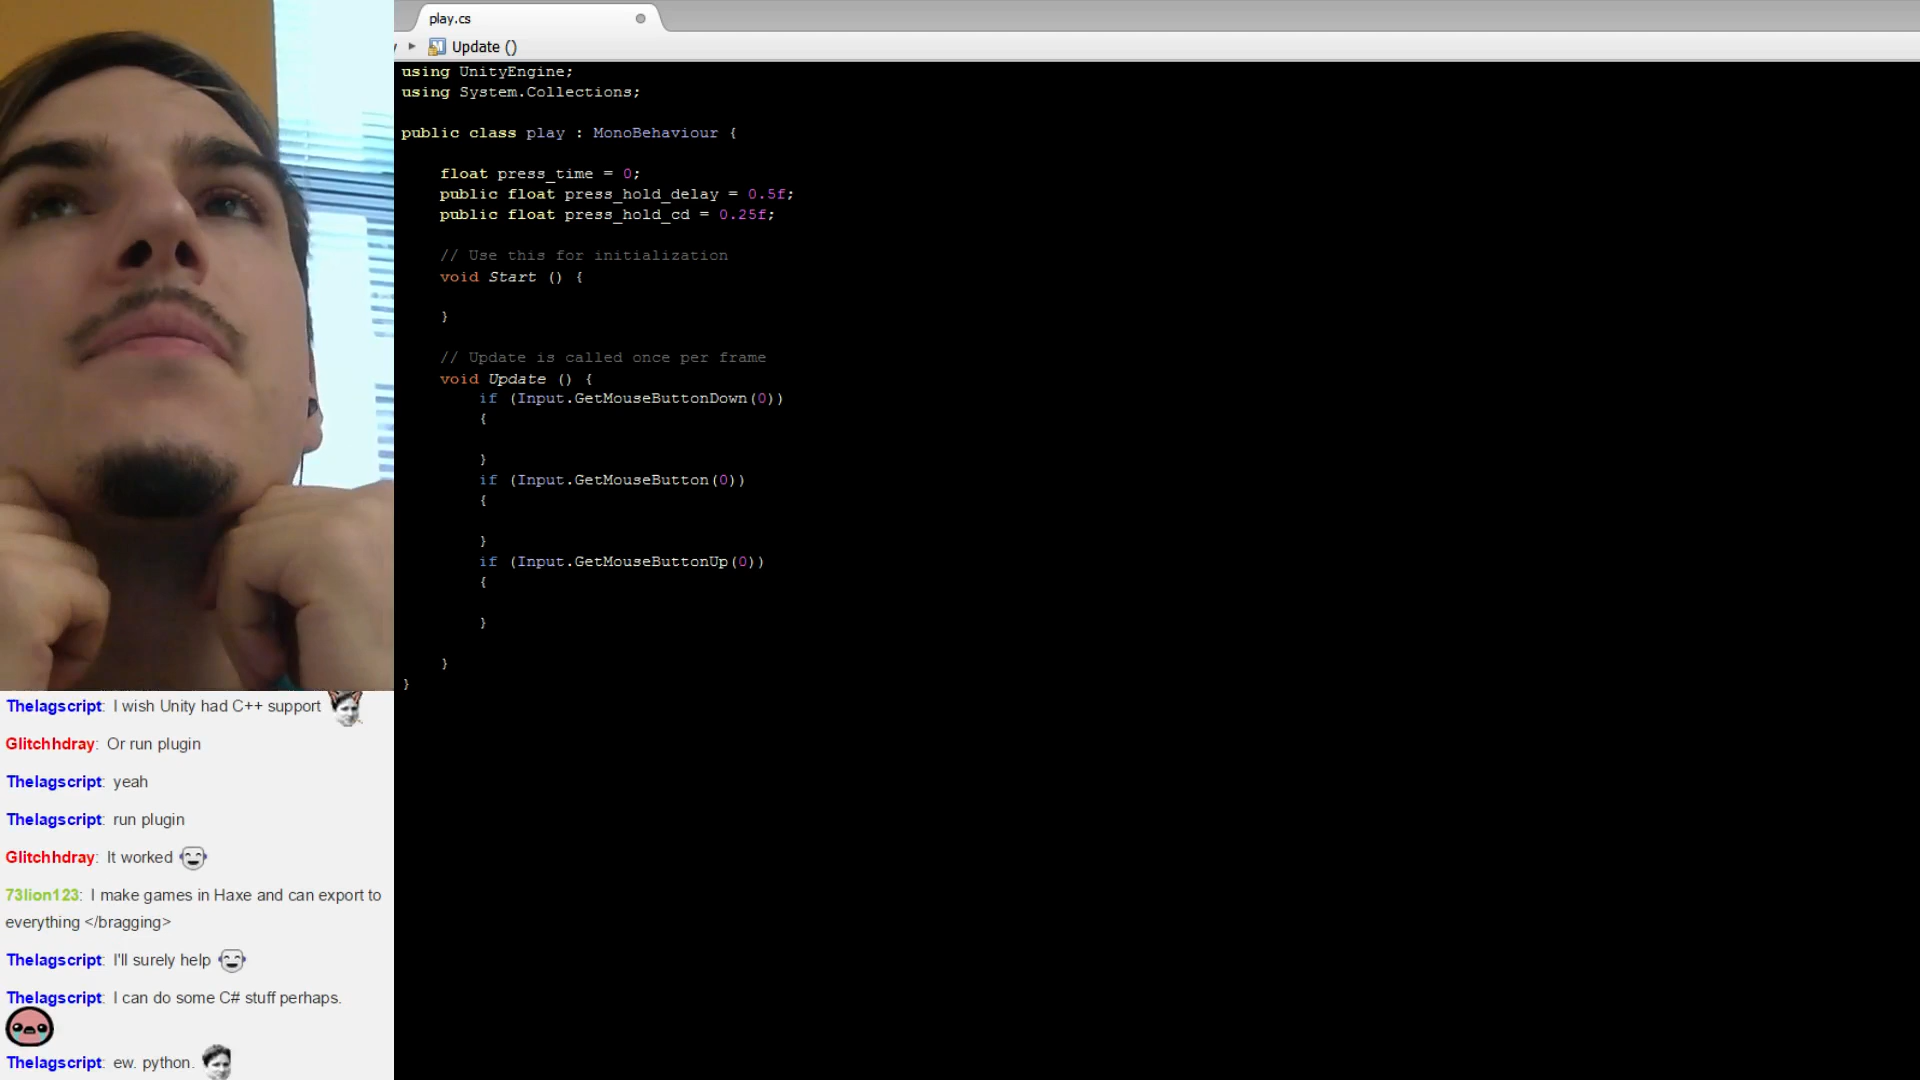 play.cs
Update ()
using UnityEngine;
using System.Collections;
public class play : MonoBehaviour {
float press_time = 0;
public float press_hold_delay = 0.5f;
public float press_hold_cd = 0.25f;
// Use this for initialization
void Start () {
}
// Update is called once per frame
void Update () {
if (Input.GetMouseButtonDown(0))
{
}
if (Input.GetMouseButton(0))
{
}
if (Input.GetMouseButtonUp(0))
{
}
}
}
Thelagscript: I wish Unity had C++ support
Glitchhdray: Or run plugin
Thelagscript: yeah
Thelagscript: run plugin
Glitchhdray: It worked
73lion123: I make games in Haxe and can export to
everything </bragging>
Thelagscript: I'll surely help
Thelagscript: I can do some C# stuff perhaps.
Thelagscript: ew. python.